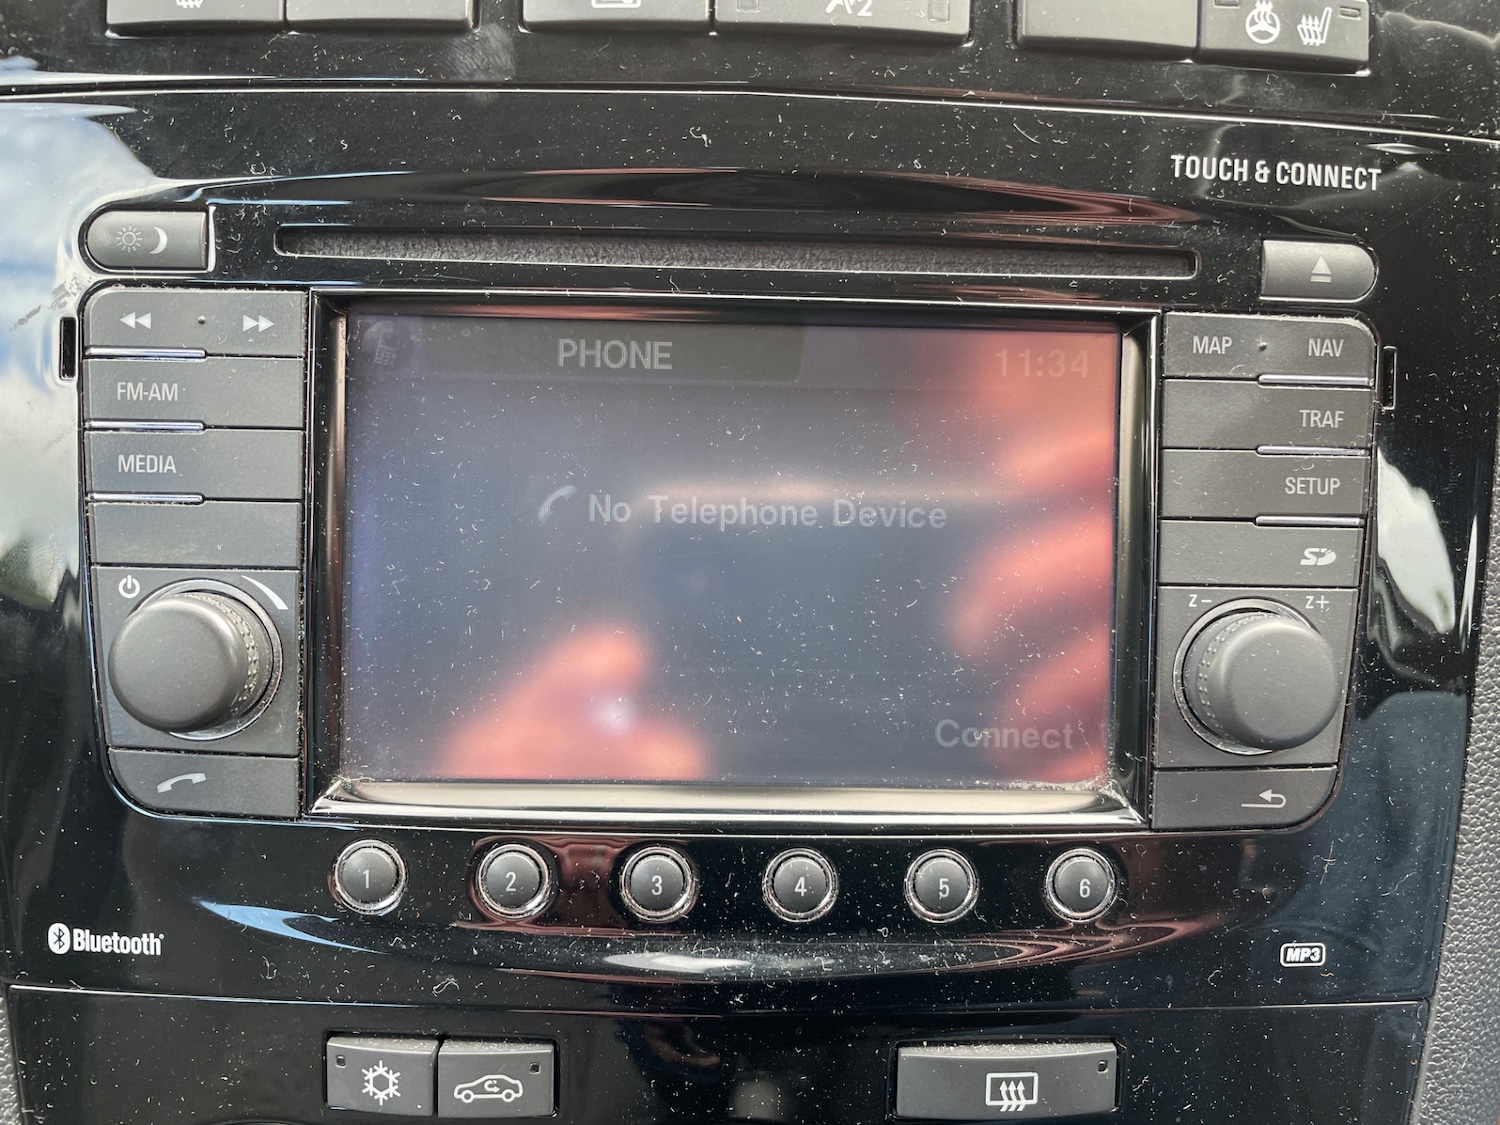 TOUCH & CONNECT
FM-AM
MEDIA
PHONE
11:34
No Telephone Device
Connect
MAP · NAV
TRAF
SETUP
SD
z- z+
1 2 3 4 5 6
Bluetooth®
MP3